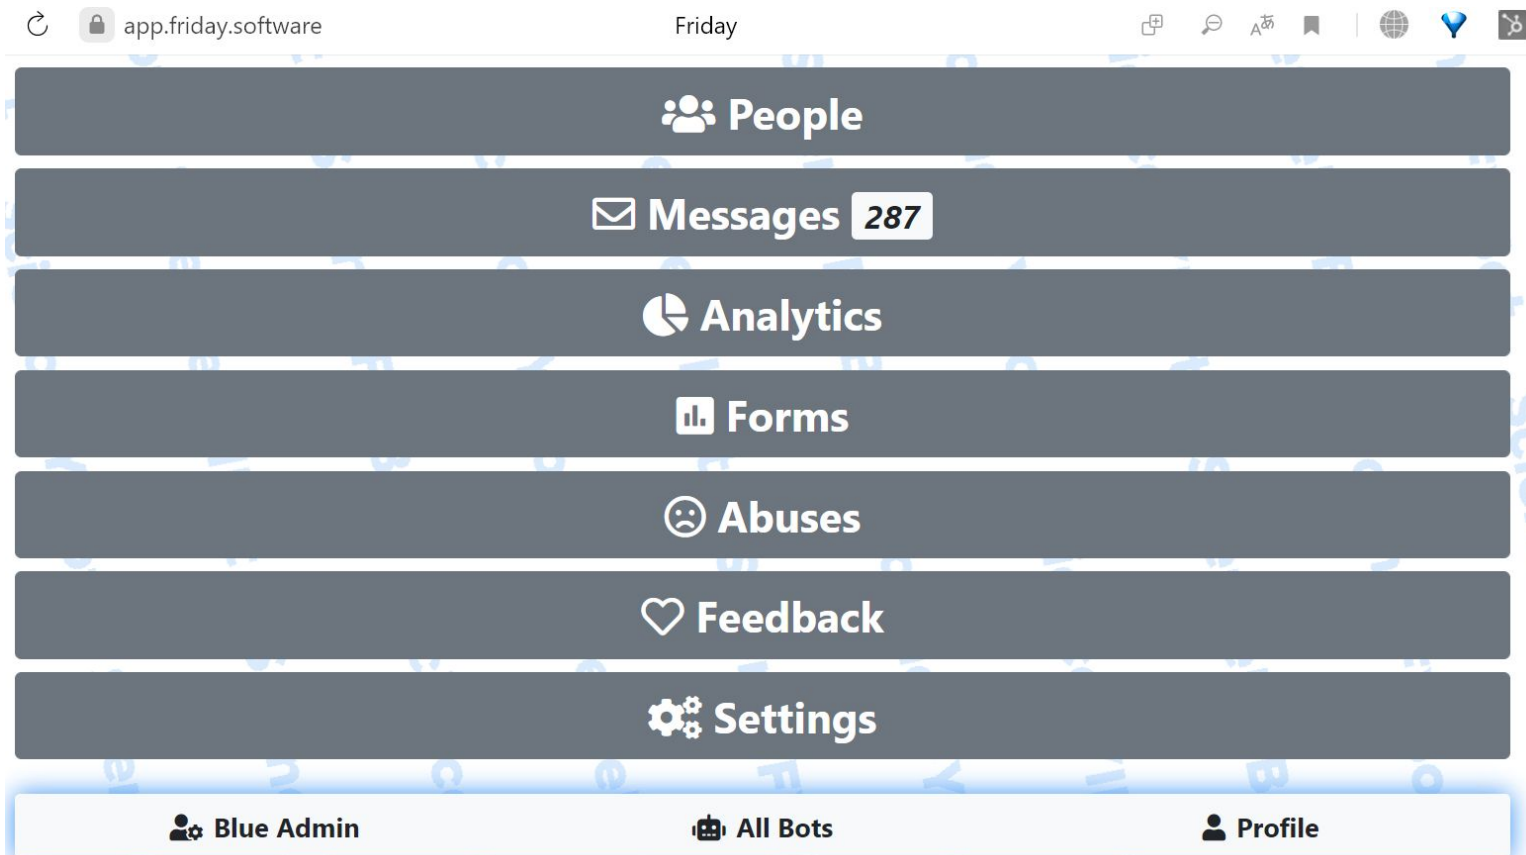 app.friday.software
Friday
People
Messages 287
Analytics
Forms
Abuses
Feedback
Settings
Blue Admin
All Bots
Profile